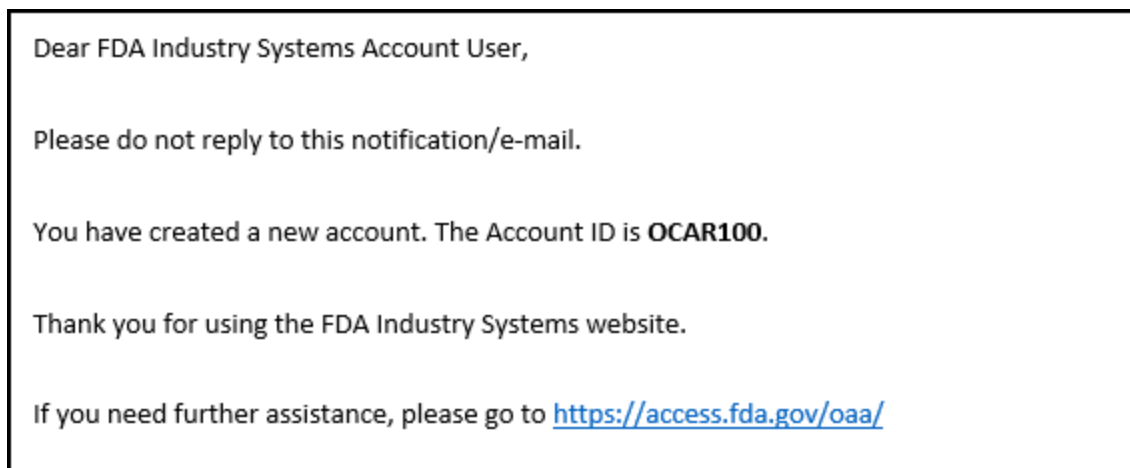 Dear FDA Industry Systems Account User,
Please do not reply to this notification/e-mail.
You have created a new account. The Account ID is OCAR100.
Thank you for using the FDA Industry Systems website.
If you need further assistance, please go to https://access.fda.gov/oaa/